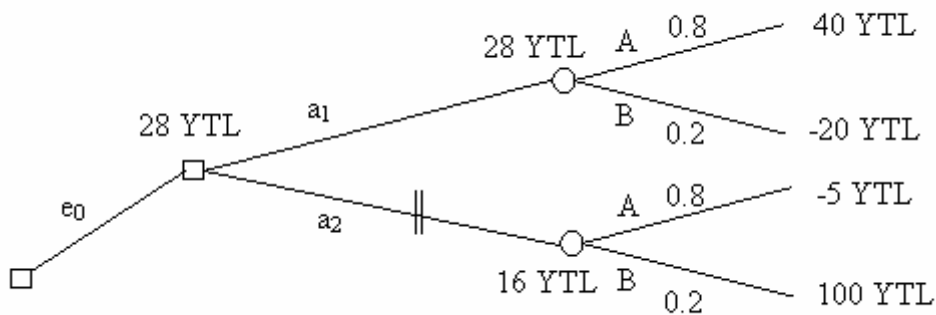 A 0.8 40 YTL
28 YTL
a1
B 0.2 -20 YTL
28 YTL
e0
a2
A 0.8 -5 YTL
16 YTL
B 0.2 100 YTL